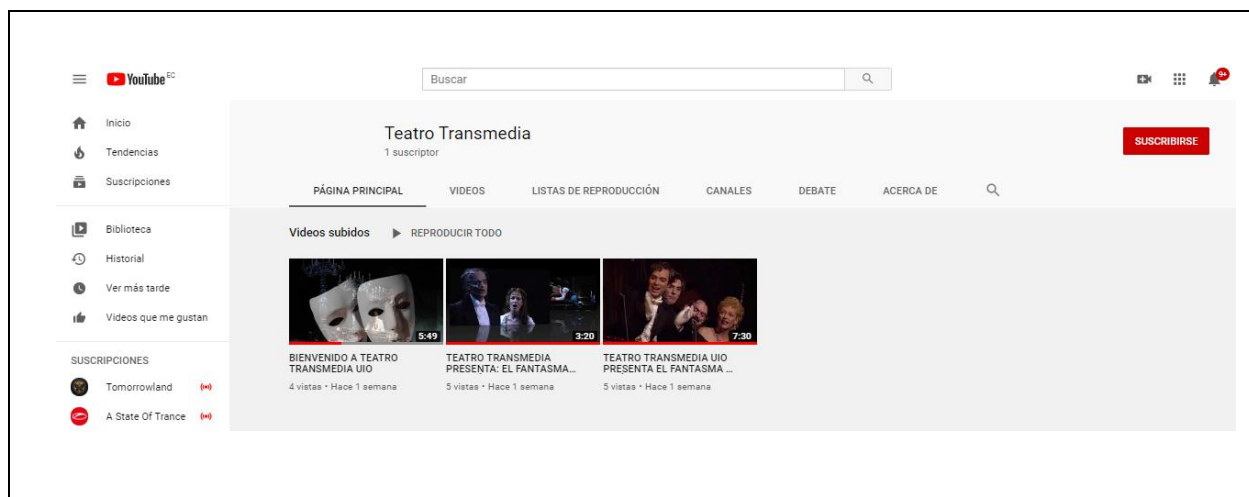 YouTube EC
Buscar
9+
Inicio
Tendencias
Suscripciones
Biblioteca
Historial
Ver más tarde
Videos que me gustan
SUSCRIPCIONES
Tomorrowland
A State Of Trance
Teatro Transmedia
1 suscriptor
SUSCRIBIRSE
PÁGINA PRINCIPAL VIDEOS LISTAS DE REPRODUCCIÓN CANALES DEBATE ACERCA DE
Videos subidos REPRODUCIR TODO
5:49
BIENVENIDO A TEATRO
TRANSMEDIA UIO
4 vistas • Hace 1 semana
3:20
TEATRO TRANSMEDIA
PRESENTA: EL FANTASMA...
5 vistas • Hace 1 semana
7:30
TEATRO TRANSMEDIA UIO
PRESENTA EL FANTASMA ...
5 vistas • Hace 1 semana